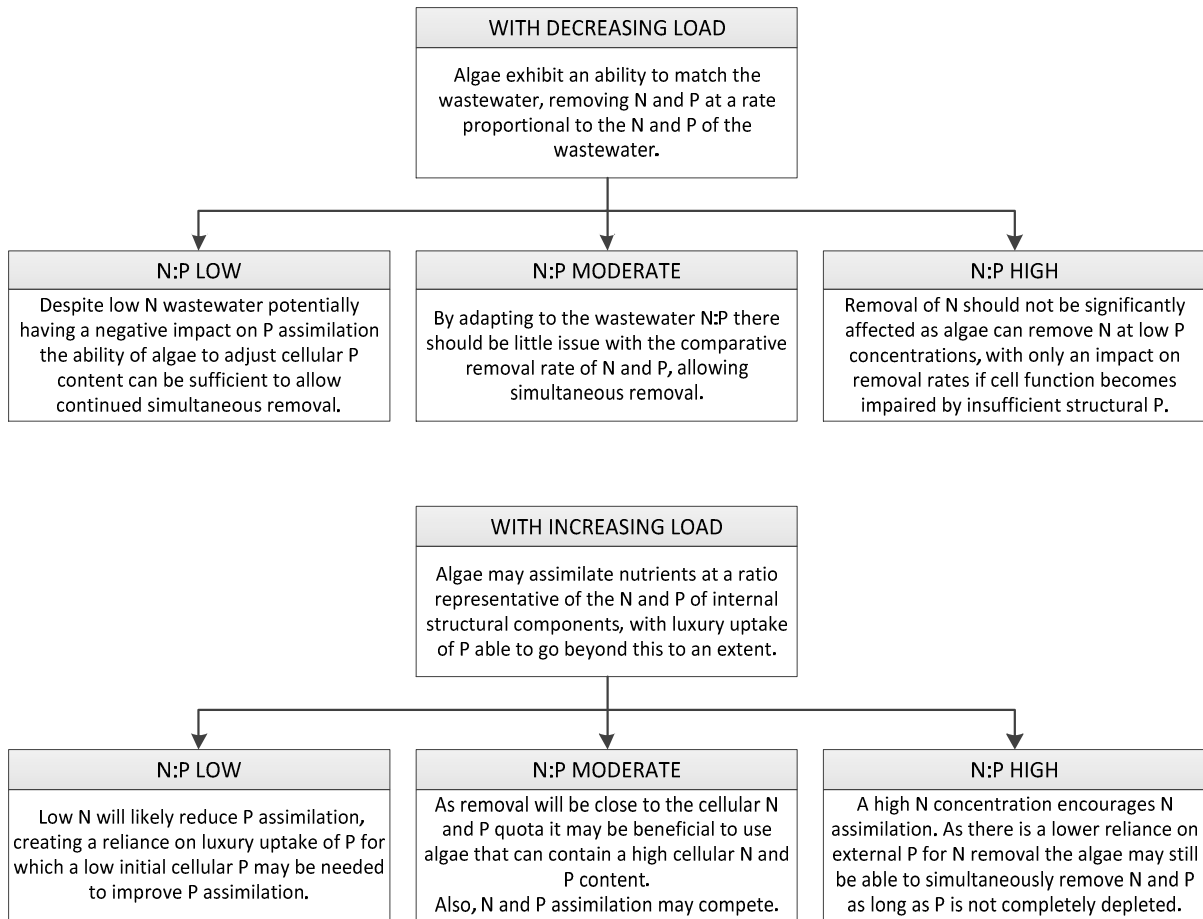 WITH DECREASING LOAD
Algae exhibit an ability to match the
wastewater, removing N and P at a rate
proportional to the N and P of the
wastewater.
N:P LOW
Despite low N wastewater potentially
having a negative impact on P assimilation
the ability of algae to adjust cellular P
content can be sufficient to allow
continued simultaneous removal.
N:P MODERATE
By adapting to the wastewater N:P there
should be little issue with the comparative
removal rate of N and P, allowing
simultaneous removal.
N:P HIGH
Removal of N should not be significantly
affected as algae can remove N at low P
concentrations, with only an impact on
removal rates if cell function becomes
impaired by insufficient structural P.
WITH INCREASING LOAD
Algae may assimilate nutrients at a ratio
representative of the N and P of internal
structural components, with luxury uptake
of P able to go beyond this to an extent.
N:P LOW
Low N will likely reduce P assimilation,
creating a reliance on luxury uptake of P for
which a low initial cellular P may be needed
to improve P assimilation.
N:P MODERATE
As removal will be close to the cellular N
and P quota it may be beneficial to use
algae that can contain a high cellular N and
P content.
Also, N and P assimilation may compete.
N:P HIGH
A high N concentration encourages N
assimilation. As there is a lower reliance on
external P for N removal the algae may still
be able to simultaneously remove N and P
as long as P is not completely depleted.